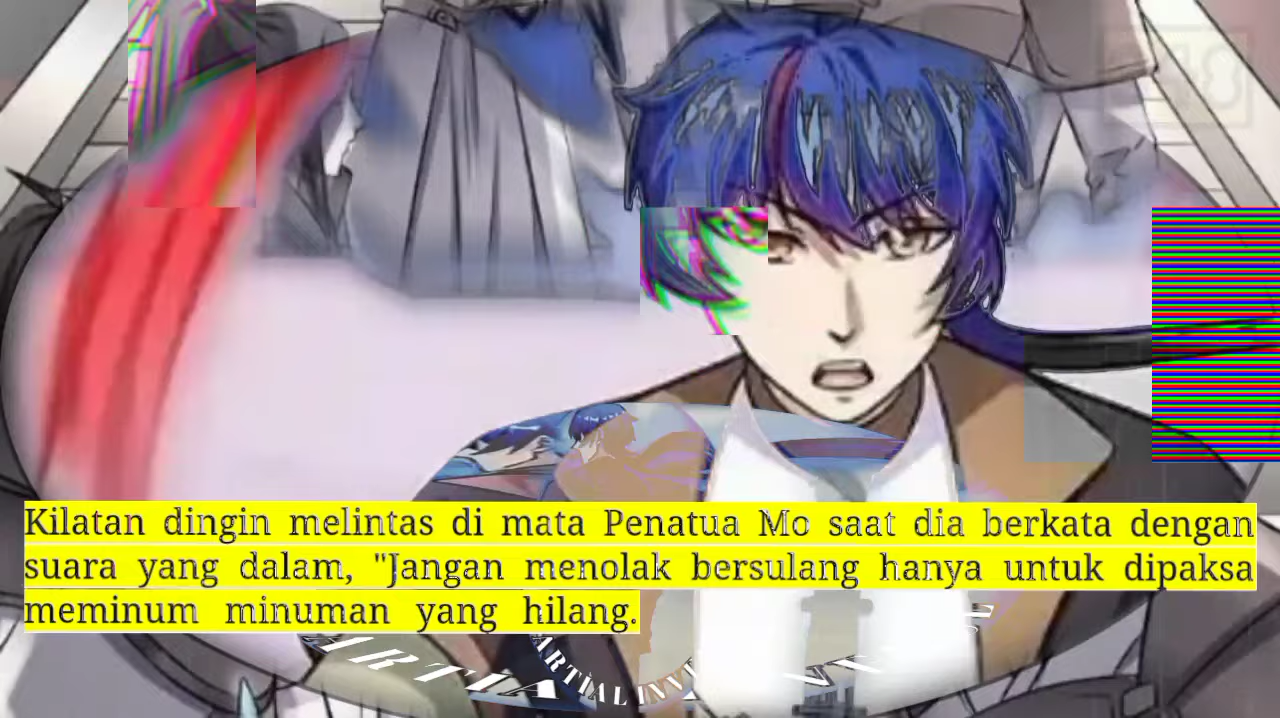 Kilatan dingin melintas di mata Penatua Mo saat dia berkata dengan
suara yang dalam, "Jangan menolak bersulang hanya untuk dipaksa
meminum minuman yang hilang.